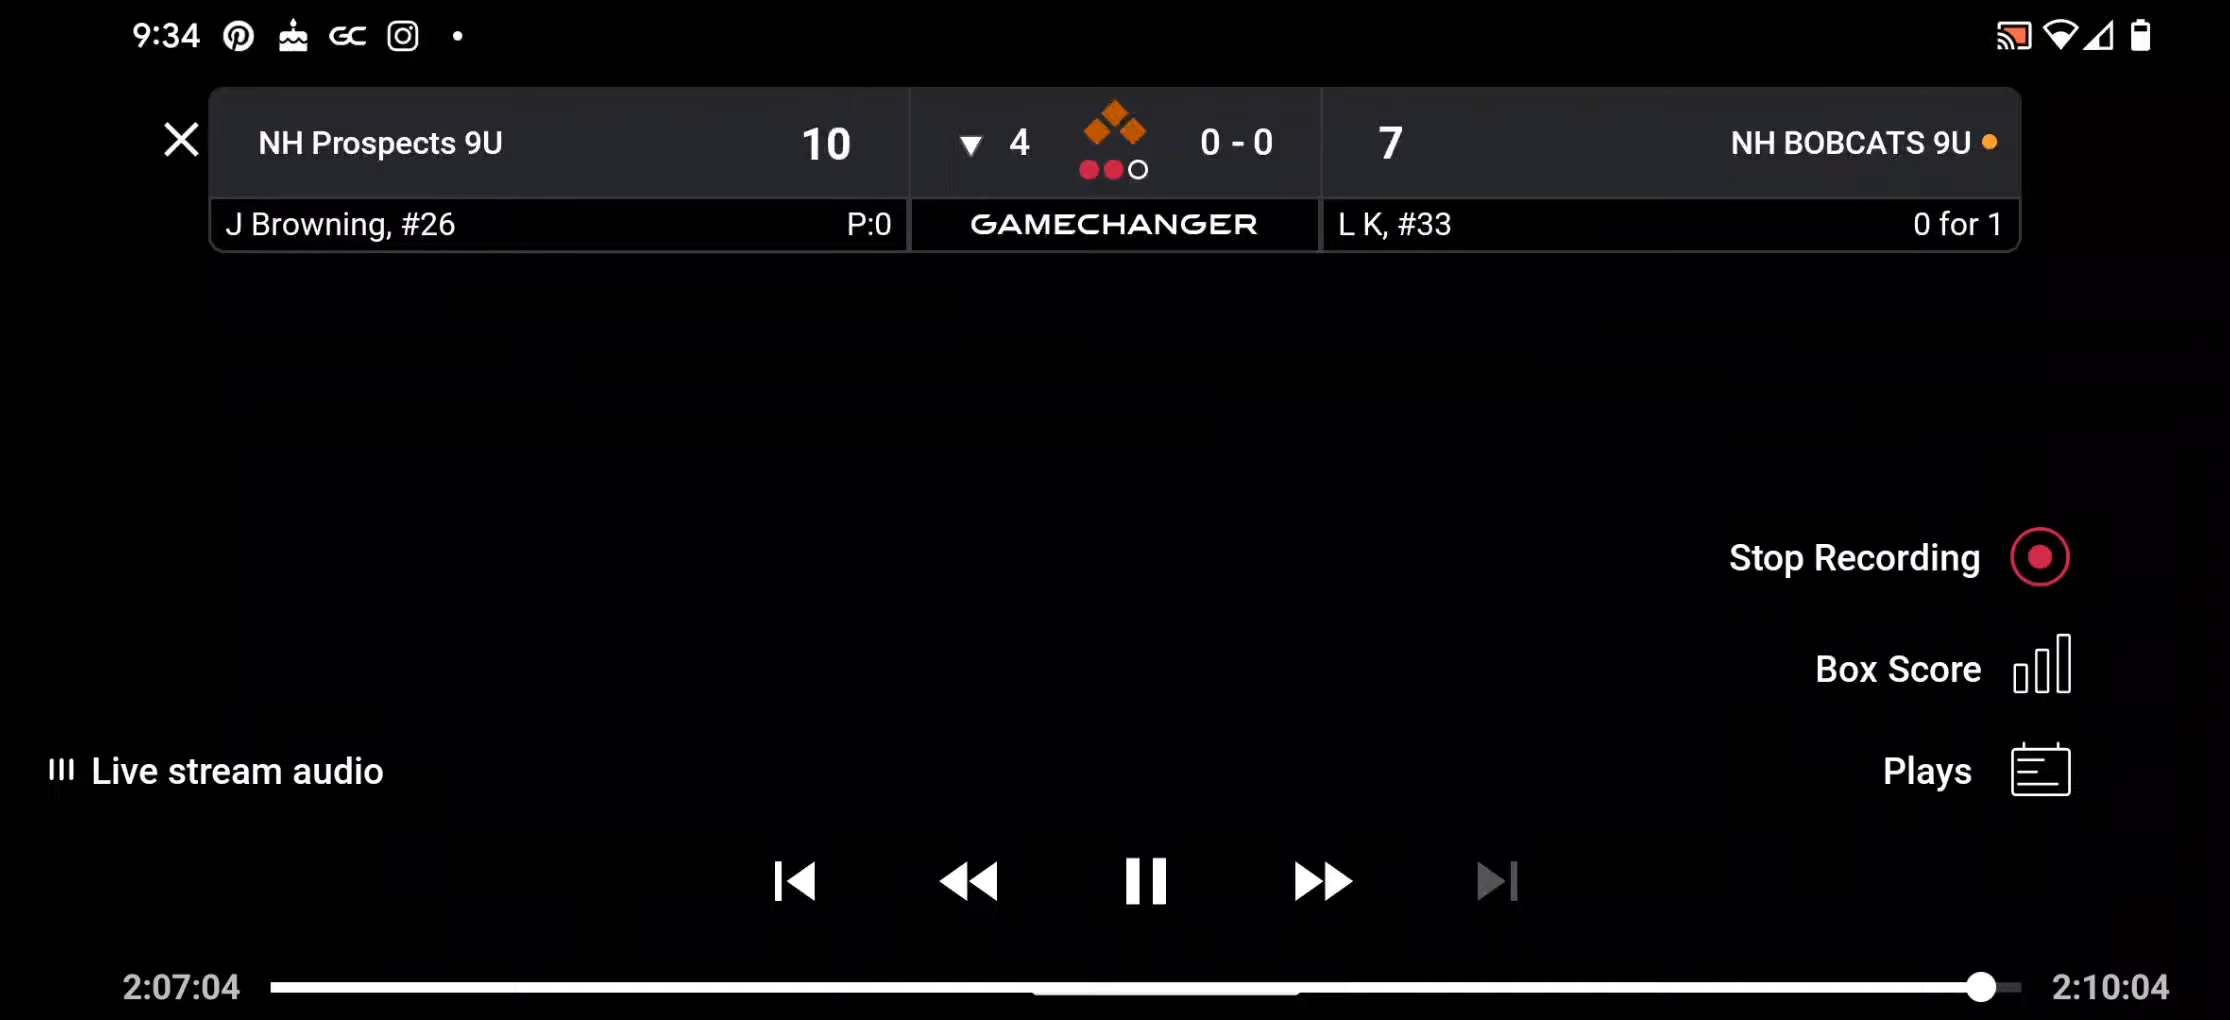 9:34
NH Prospects 9U 10 4 0 - 0 7 NH BOBCATS 9U
J Browning, #26 P:0 GAMECHANGER L K, #33 0 for 1
Stop Recording
Box Score
Live stream audio Plays
2:07:04 2:10:04